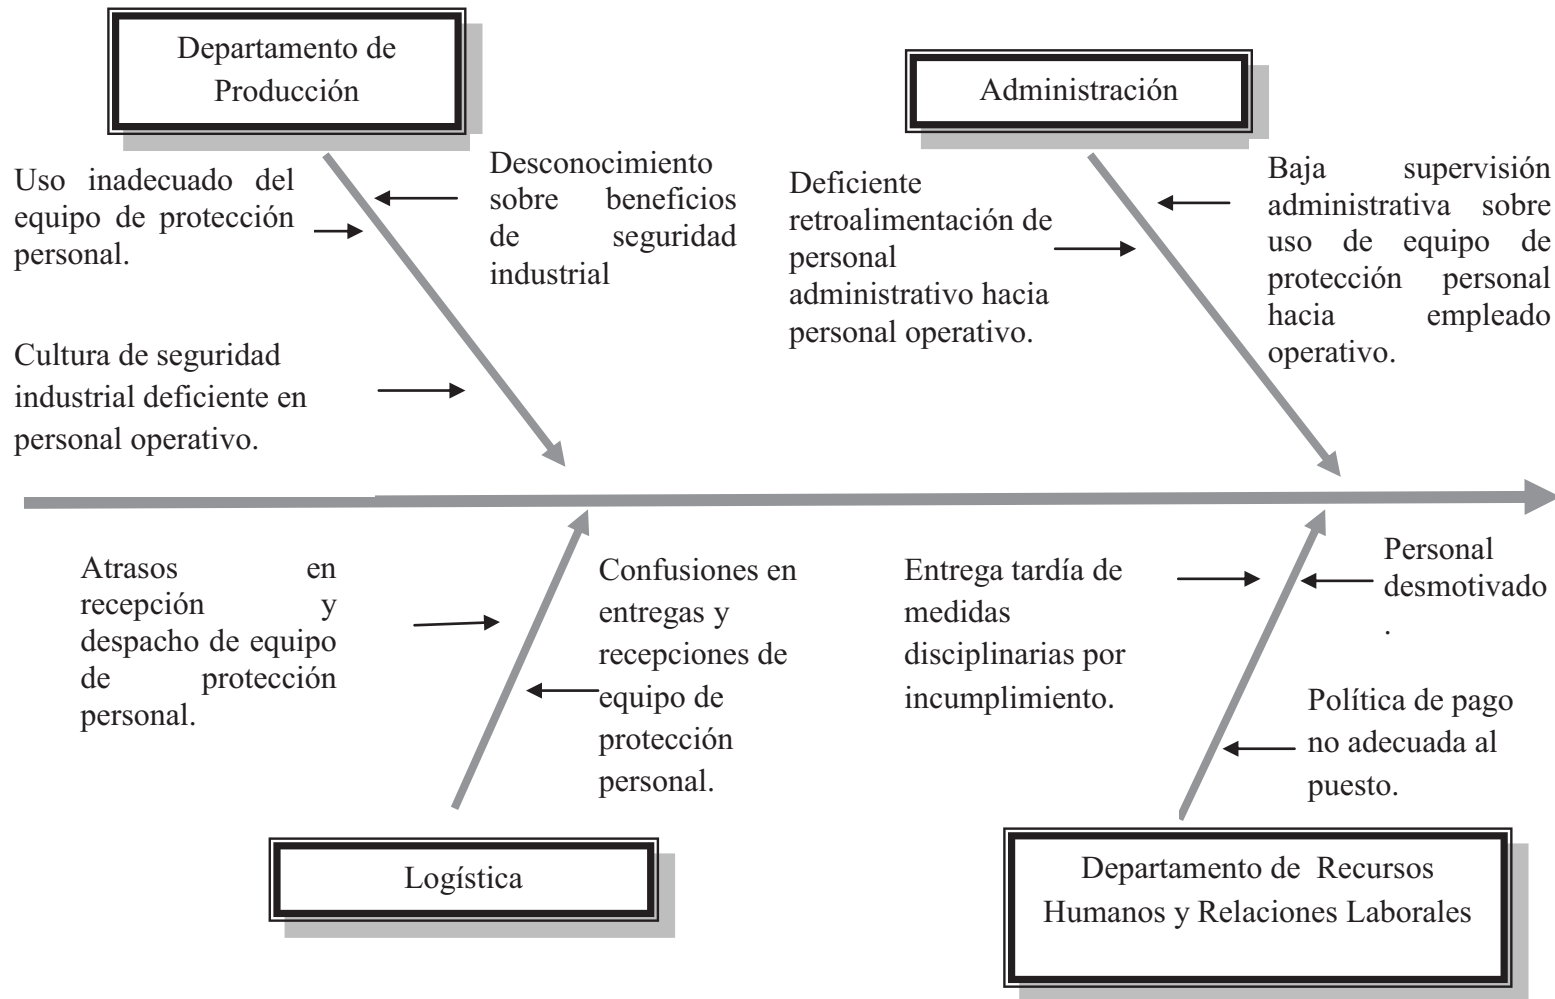 Departamento de
Producción
Administración
Uso inadecuado del
equipo de protección
personal.
Desconocimiento
sobre beneficios
de seguridad
industrial
Deficiente
retroalimentación de
personal
administrativo hacia
personal operativo.
Baja supervisión
administrativa sobre
uso de equipo de
protección personal
hacia empleado
operativo.
Cultura de seguridad
industrial deficiente en
personal operativo.
Atrasos en
recepción y
despacho de equipo
de protección
personal.
Confusiones en
entregas y
recepciones de
equipo de
protección
personal.
Entrega tardía de
medidas
disciplinarias por
incumplimiento.
Personal
desmotivado
.
Política de pago
no adecuada al
puesto.
Logística
Departamento de  Recursos
Humanos y Relaciones Laborales